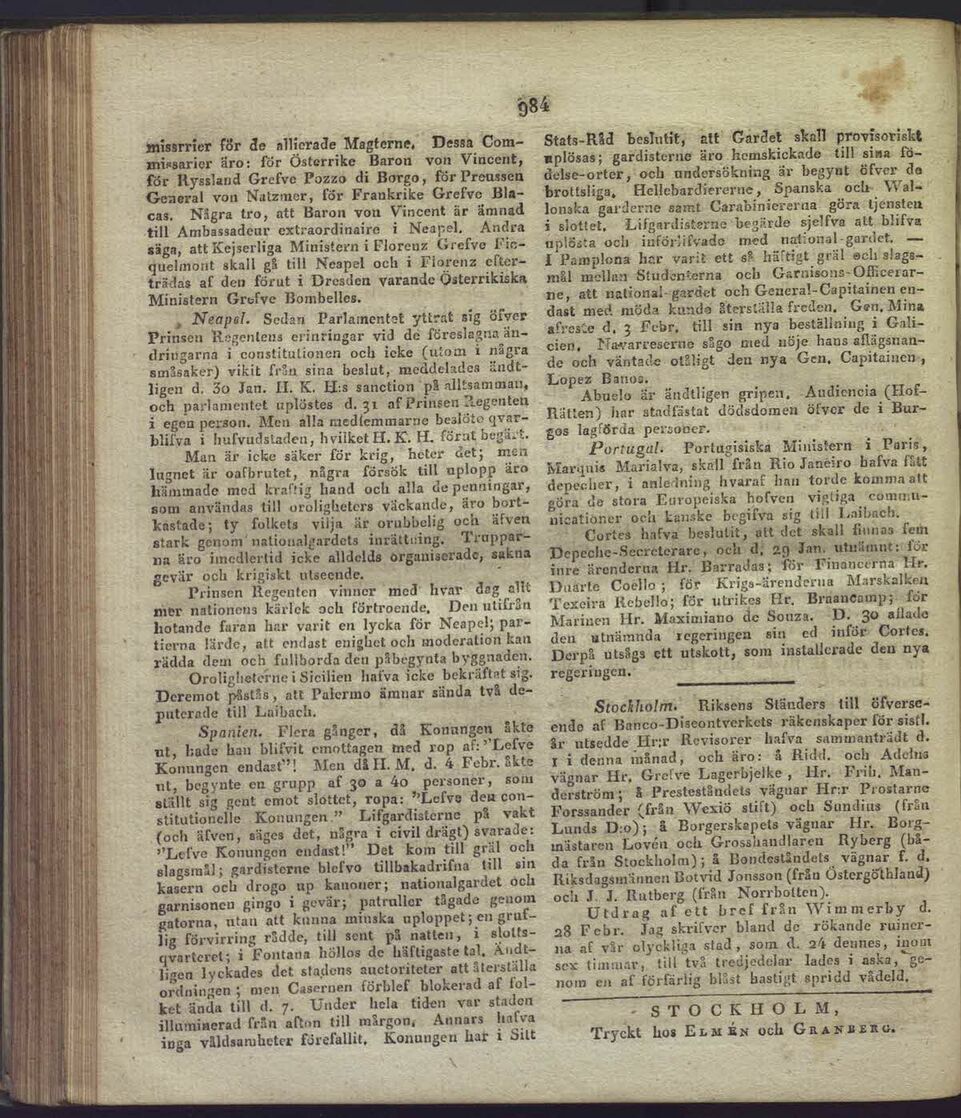 984
missrrier för de allierade Magterne. Dessa Com-
missarier äro: för Österrike Baron von Vincent,
för Ryssland Grefve Pozzo di Borgo, för Preussen
General von Natzmer, för Frankrike Grefve Bla-
cas. Några tro, att Baron von Vincent är ämnad
till Ambassadeur extraordinaire i Neapel. Andra
säga, att Kejserliga Ministern i Florenz Grefve Fic-
quelmont skall gå till Neapel och i Florenz efter-
trädas af den förut i Dresden varande Österrikiska
Ministern Grefve Bombelles.
Neapel. Sedan Parlamentet yttrat sig öfver
Prinsen Regentens erinringar vid de föreslagna än-
dringarna i constitutionen och icke (utom i några
småsaker) vikit från sina beslut, meddelades ändt-
ligen d. 30 Jan. H. K. H:s sanction på alltsamman,
och parlamentet uplöstes d. 31 af Prinsen Regenten
i egen person. Men alla medlemmarne beslöto qvar-
blifva i hufvudstaden, hvilket H. K. H. förut begärt.
Man är icke säker för krig, heter det; men
lugnet är oafbrutet, några försök till uplopp äro
hämmade med kraftig hand och alla de penningar,
som användas till oroligheters väckande, äro bort-
kastade; ty folkets vilja är orubbelig och äfven
stark genom nationalgardets inrättning. Truppar-
na äro imedlertid icke alldelds organiserade, sakna
gevär och krigiskt utseende.
Prinsen Regenten vinner med hvar dag allt
mer nationens kärlek och förtroende. Den utifrån
hotande faran har varit en lycka för Neapel; par-
tierna lärde, att endast enighet och moderation kan
rädda dem och fullborda den påbegynta byggnaden.
Oroligheterne i Sicilien hafva icke bekräftat sig.
Deremot påstås, att Palermo ämnar sända två de-
puterade till Laibach.
Spanien. Flera gånger, då Konungen åkte
ut, hade han blifvit emottagen med rop af: "Lefve
Konungen endast"! Men då H. M. d. 4 Febr. åkte
ut, begynte en grupp af 30 a 40 personer, som
ställt sig gent emot slottet, ropa: "Lefve den con-
stitutionelle Konungen." Lifgardisterne på vakt
(och äfven, säges det, några i civil drägt) svarade:
"Lefve Konungen endast!" Det kom till gräl och
slagsmål; gardisterne blefvo tillbakadrifna till sin
kasern och drogo up kanoner; nationalgardet och
garnisonen gingo i gevär; patruller tågade genom
gatorna, utan att kunna minska uploppet; en gruf-
lig förvirring rådde, till sent på natten, i slotts-
qvarteret; i Fontana höllos de häftigaste tal. Ändt-
ligen lyckades det stadens auctoriteter att återställa
ordningen; men Casernen förblef blokerad af fol-
ket ända till d. 7. Under hela tiden var staden
illuminerad från afton till mårgon. Annars hafva
inga våldsamheter förefallit. Konungen har i Sitt
Stats-Råd beslutit, att Gardet skall provisoriskt
uplösas; gardisterne äro hemskickade till sina fö-
delse-orter, och undersökning är begynt öfver de
brottsliga. Hellebardiererne, Spanska och Wal-
lonska garderne samt Carabiniererna göra tjensten
i slottet. Lifgardisterne begärde sjelfva att blifva
uplösta och införlifvade med national-gardet. —
I Pamplona har varit ett så häftigt gräl och slags-
mål mellan Studenterna och Garnisons-Officerar-
ne, att national-gardet och General-Capitainen en-
dast med möda kunde återställa freden. Gen. Mina
afreste d. 3 Febr. till sin nya beställning i Gali-
cien. Navarreserne sågo med nöje hans aflägsnan-
de och väntade otåligt den nya Gen. Capitainen,
Lopez Banos.
Abuelo är ändtligen gripen. Audiencia (Hof-
Rätten) har stadfästat dödsdomen öfver de i Bur-
gos lagförda personer.
Portugal. Portugisiska Ministern i Paris,
Marquis Marialva, skall från Rio Janeiro hafva fått
depecher, i anledning hvaraf han torde komma att
göra de stora Europeiska hofven vigtiga commu-
nicationer och kanske begifva sig till Laibach.
Cortes hafva beslutit, att det skall finnas fem
Depeche-Secreterare, och d. 29 Jan. utnämnt: för
inre ärenderna Hr. Barradas; för Financerna Hr.
Duarte Coello; för Krigs-ärenderna Marskalken
Texeira Rebello; för utrikes Hr. Braancamp; för
Marinen Hr. Maximiano de Souza. D. 30 aflade
den utnämnda regeringen sin ed inför Cortes.
Derpå utsågs ett utskott, som installerade den nya
regeringen.
Stockholm. Riksens Ständers till öfverse-
ende af Banco-Discontverkets räkenskaper för sistl.
år utsedde Hr:r Revisorer hafva sammanträdt d.
1 i denna månad, och äro: å Ridd. och Adelns
vägnar Hr. Grefve Lagerbjelke, Hr. Frih. Man-
derström; å Presteståndets vägnar Hr:r Prostarne
Forssander (från Wexiö stift) och Sundius (från
Lunds D:o); å Borgerskapets vägnar Hr. Borg-
mästaren Lovén och Grosshandlaren Ryberg (bå-
da från Stockholm); å Bondeståndets vägnar f. d.
Riksdagsmännen Botvid Jonsson (från Östergöthland)
och J. J. Rutberg (från Norrbotten).
Utdrag af ett bref från Wimmerby d.
28 Febr. Jag skrifver bland de rökande ruiner-
na af vår olyckliga stad, som d. 24 dennes, inom
sex timmar, till två tredjedelar lades i aska, ge-
nom en af förfärlig blåst hastigt spridd vådeld.
STOCKHOLM,
Tryckt hos ELMÉN och GRANBERG.